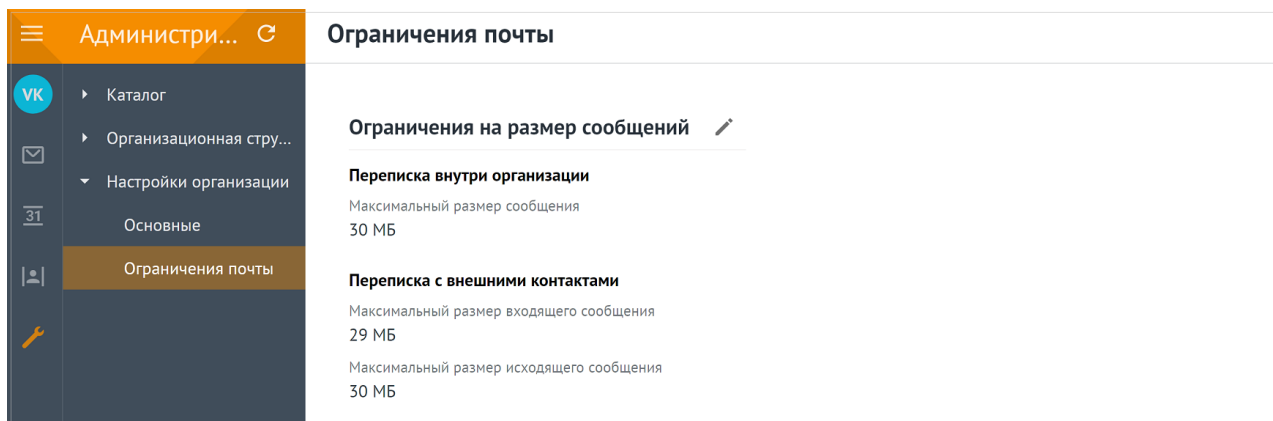 Администри...
Ограничения почты
VK
Каталог
Организационная стру...
31
Настройки организации
Основные
Ограничения почты
Ограничения на размер сообщений
Переписка внутри организации
Максимальный размер сообщения
30 МБ
Переписка с внешними контактами
Максимальный размер входящего сообщения
29 МБ
Максимальный размер исходящего сообщения
30 МБ